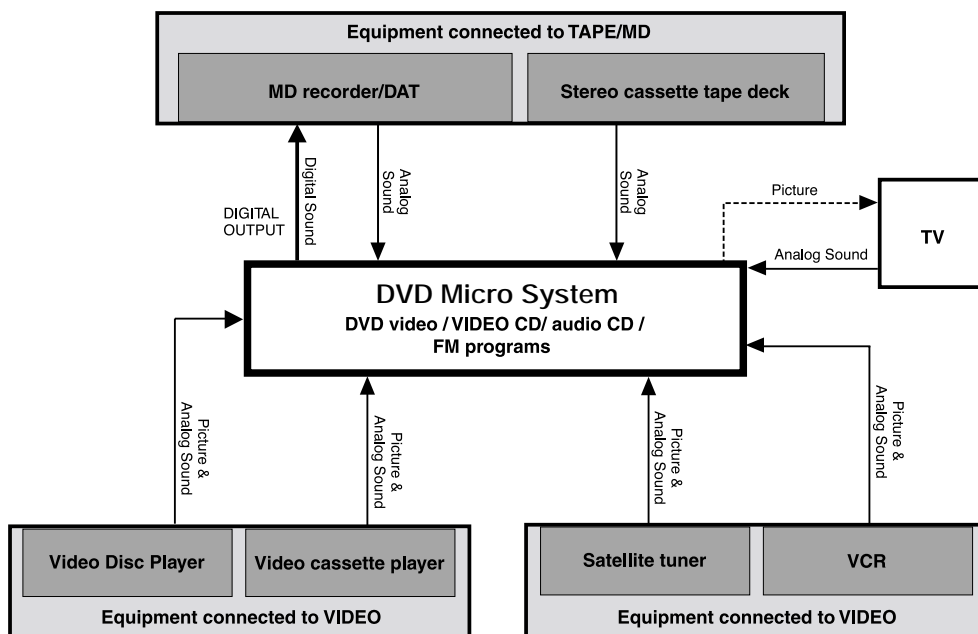 Equipment connected to TAPE/MD
MD recorder/DAT
Stereo cassette tape deck
Digital Sound
Analog
Sound
Analog
Sound
DIGITAL
OUTPUT
Picture
Analog Sound
TV
DVD Micro System
DVD video / VIDEO CD/ audio CD /
FM programs
Picture &
Analog Sound
Picture &
Analog Sound
Picture &
Analog Sound
Picture &
Analog Sound
Video Disc Player
Video cassette player
Equipment connected to VIDEO
Satellite tuner
VCR
Equipment connected to VIDEO